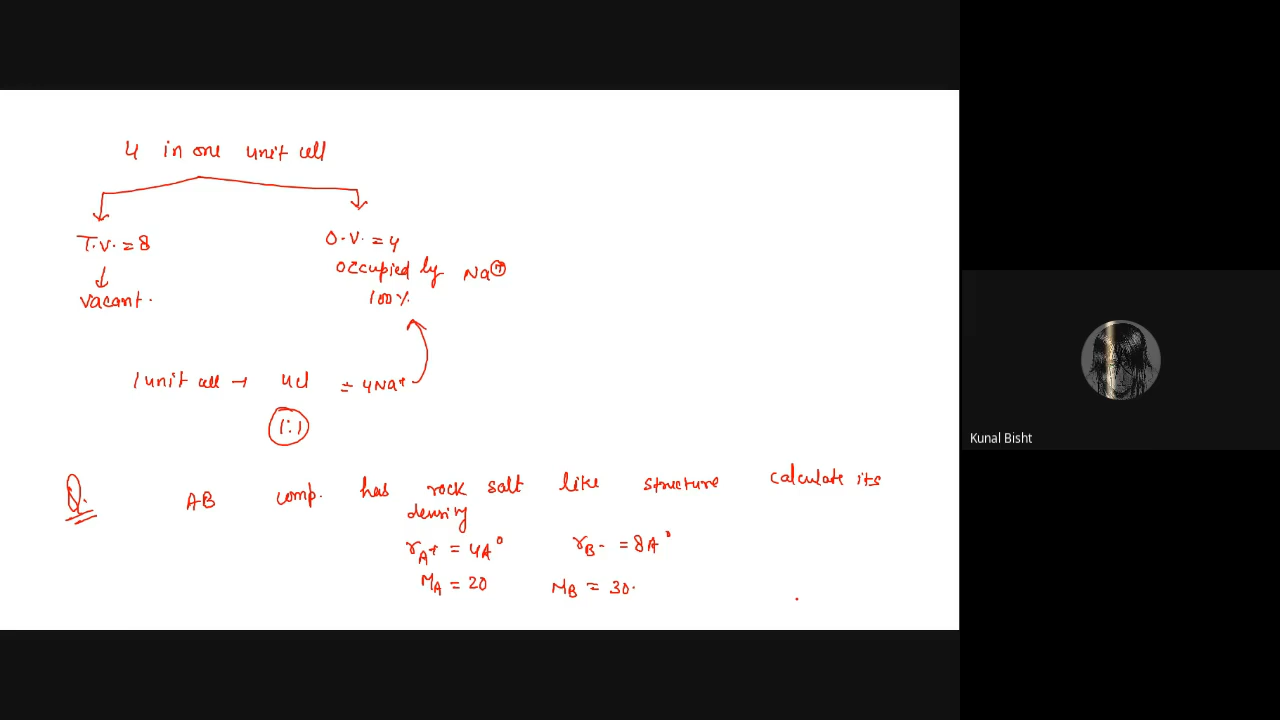 4 in one unit cell
T.V. = 8
O.V. = 4
occupied by Na⊕
100%
vacant.
1 unit cell → 4Cl = 4Na+
1:1
Q. AB comp. has rock salt like structure calculate its
density
rA+ = 4A° rB- = 8A°
MA = 20 MB = 30.
Kunal Bisht